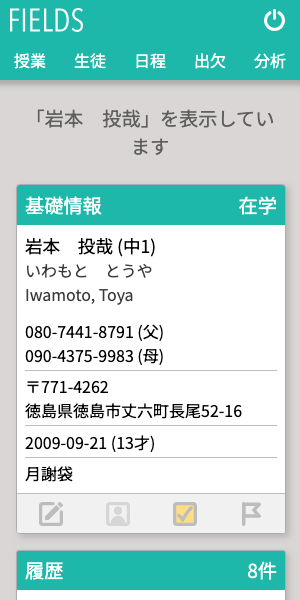 FIELDS
授業 生徒 日程 出欠 分析
「岩本　投哉」を表示してい
ます
基礎情報 在学
岩本　投哉 (中1)
いわもと　とうや
Iwamoto, Toya
080-7441-8791 (父)
090-4375-9983 (母)
〒771-4262
徳島県徳島市丈六町長尾52-16
2009-09-21 (13才)
月謝袋
履歴 8件